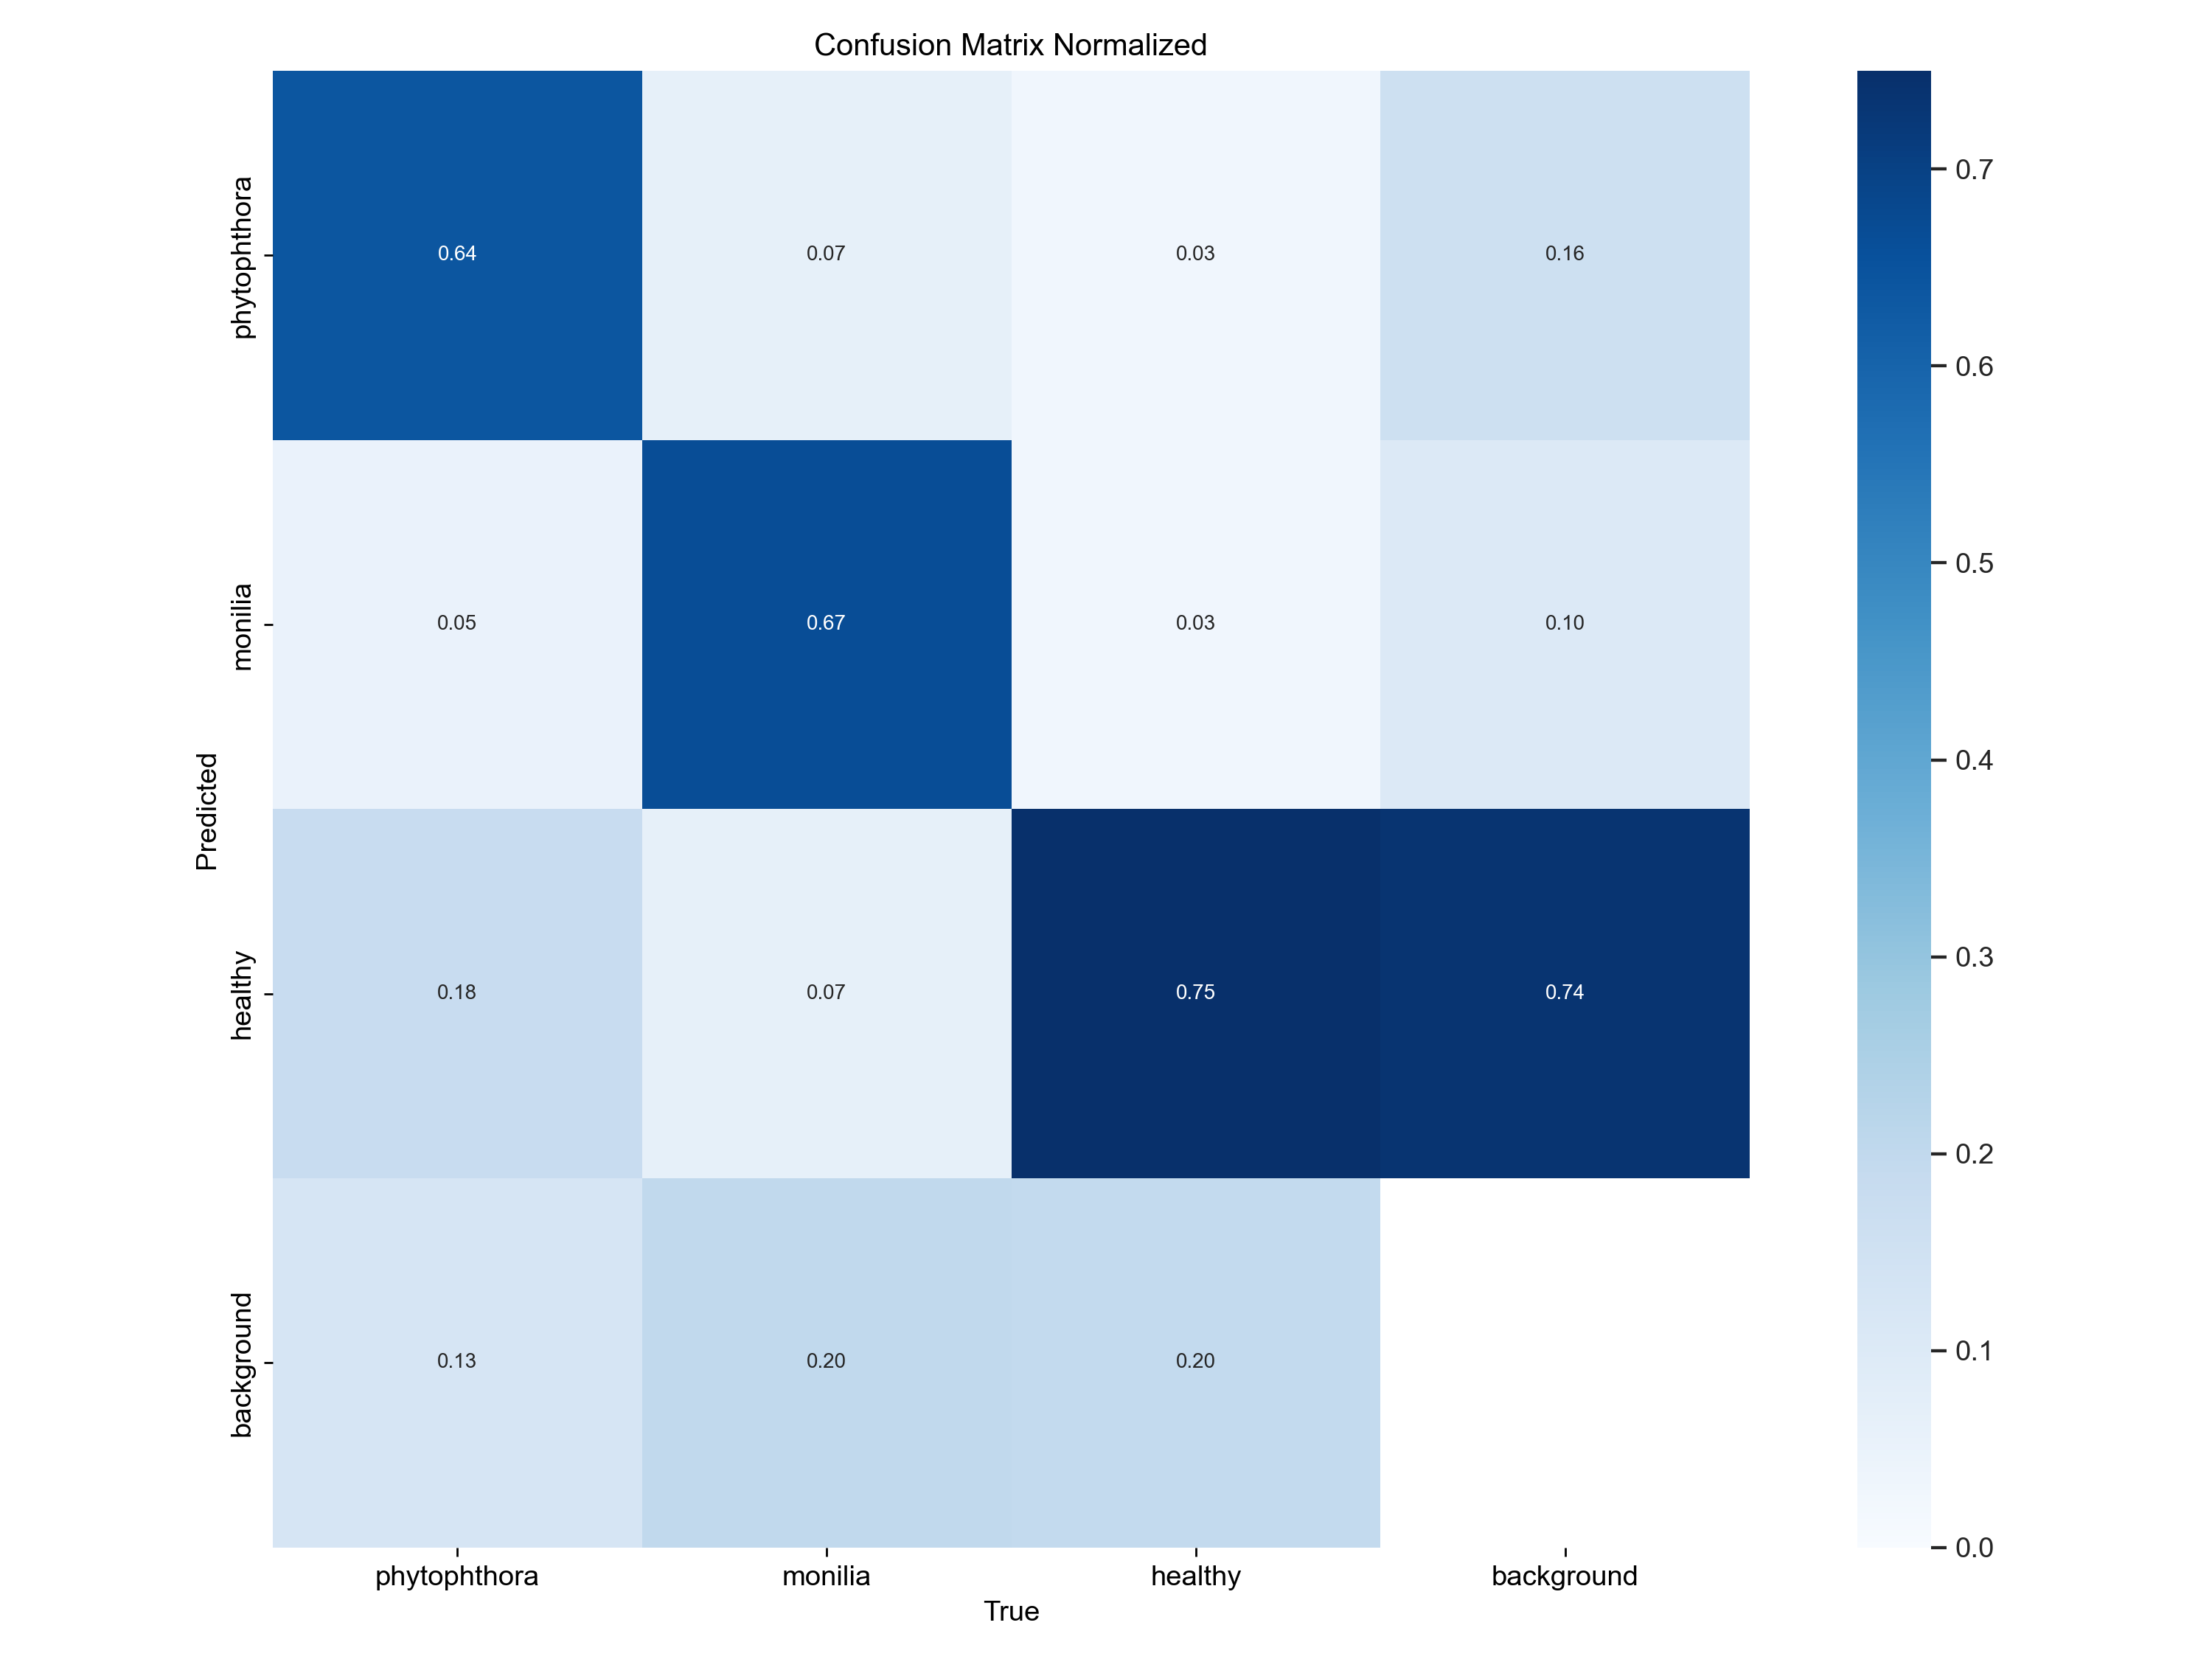 Confusion Matrix Normalized
phytophthora
0.64
0.07
0.03
0.16
monilia
0.05
0.67
0.03
0.10
healthy
0.18
0.07
0.75
0.74
background
0.13
0.20
0.20
Predicted
phytophthora
monilia
healthy
background
True
0.7
0.6
0.5
0.4
0.3
0.2
0.1
0.0